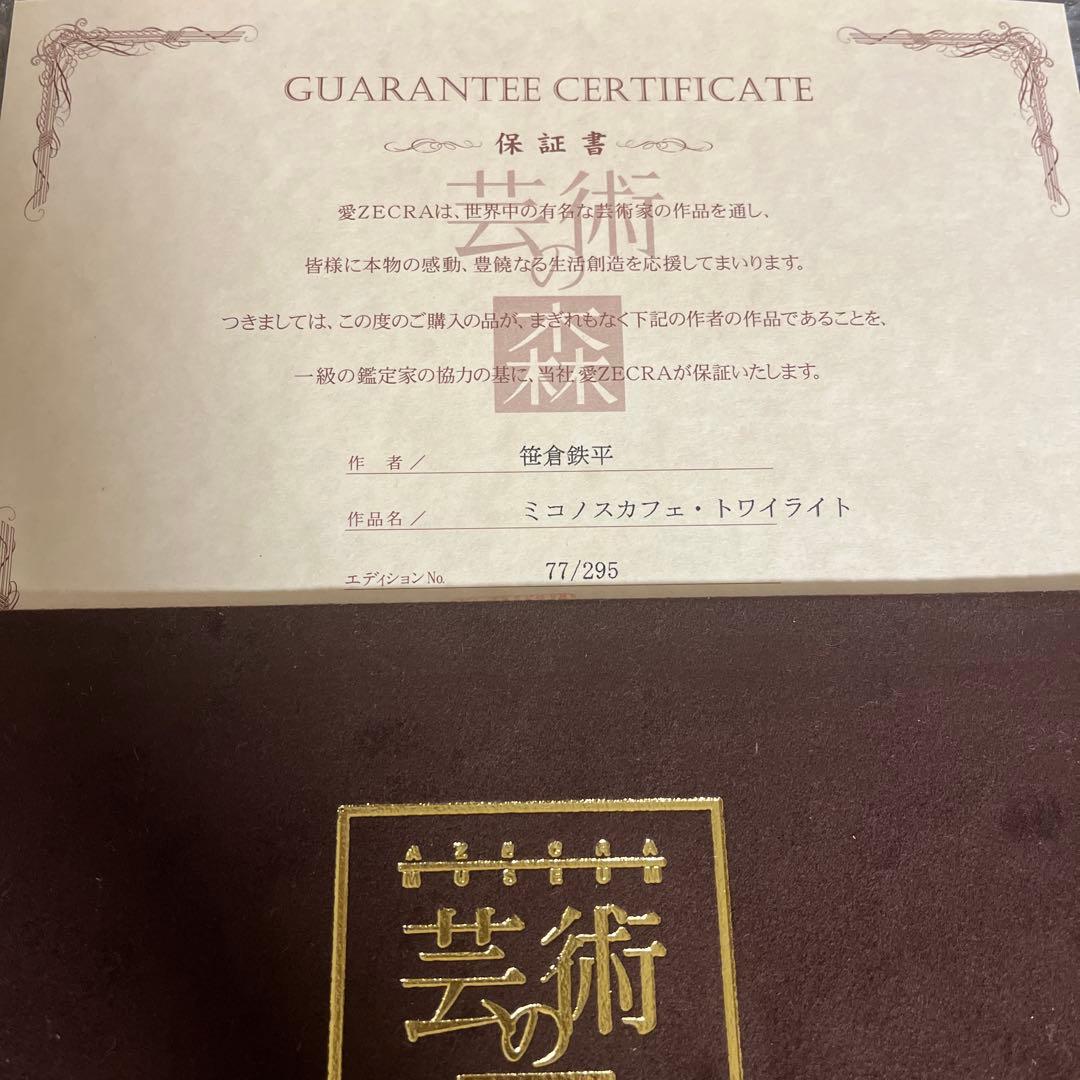 GUARANTEE CERTIFICATE
保証書
芸術
の
森
愛ZECRAは、世界中の有名な芸術家の作品を通し、
皆様に本物の感動、豊饒なる生活創造を応援してまいります。
つきましては、この度のご購入の品が、まぎれもなく下記の作者の作品であることを、
一級の鑑定家の協力の基に、当社 愛ZECRAが保証いたします。
作　者／　笹倉鉄平
作品名／　ミコノスカフェ・トワイライト
エディションNo.　77/295
AZECRA
MUSEUM
芸術
の